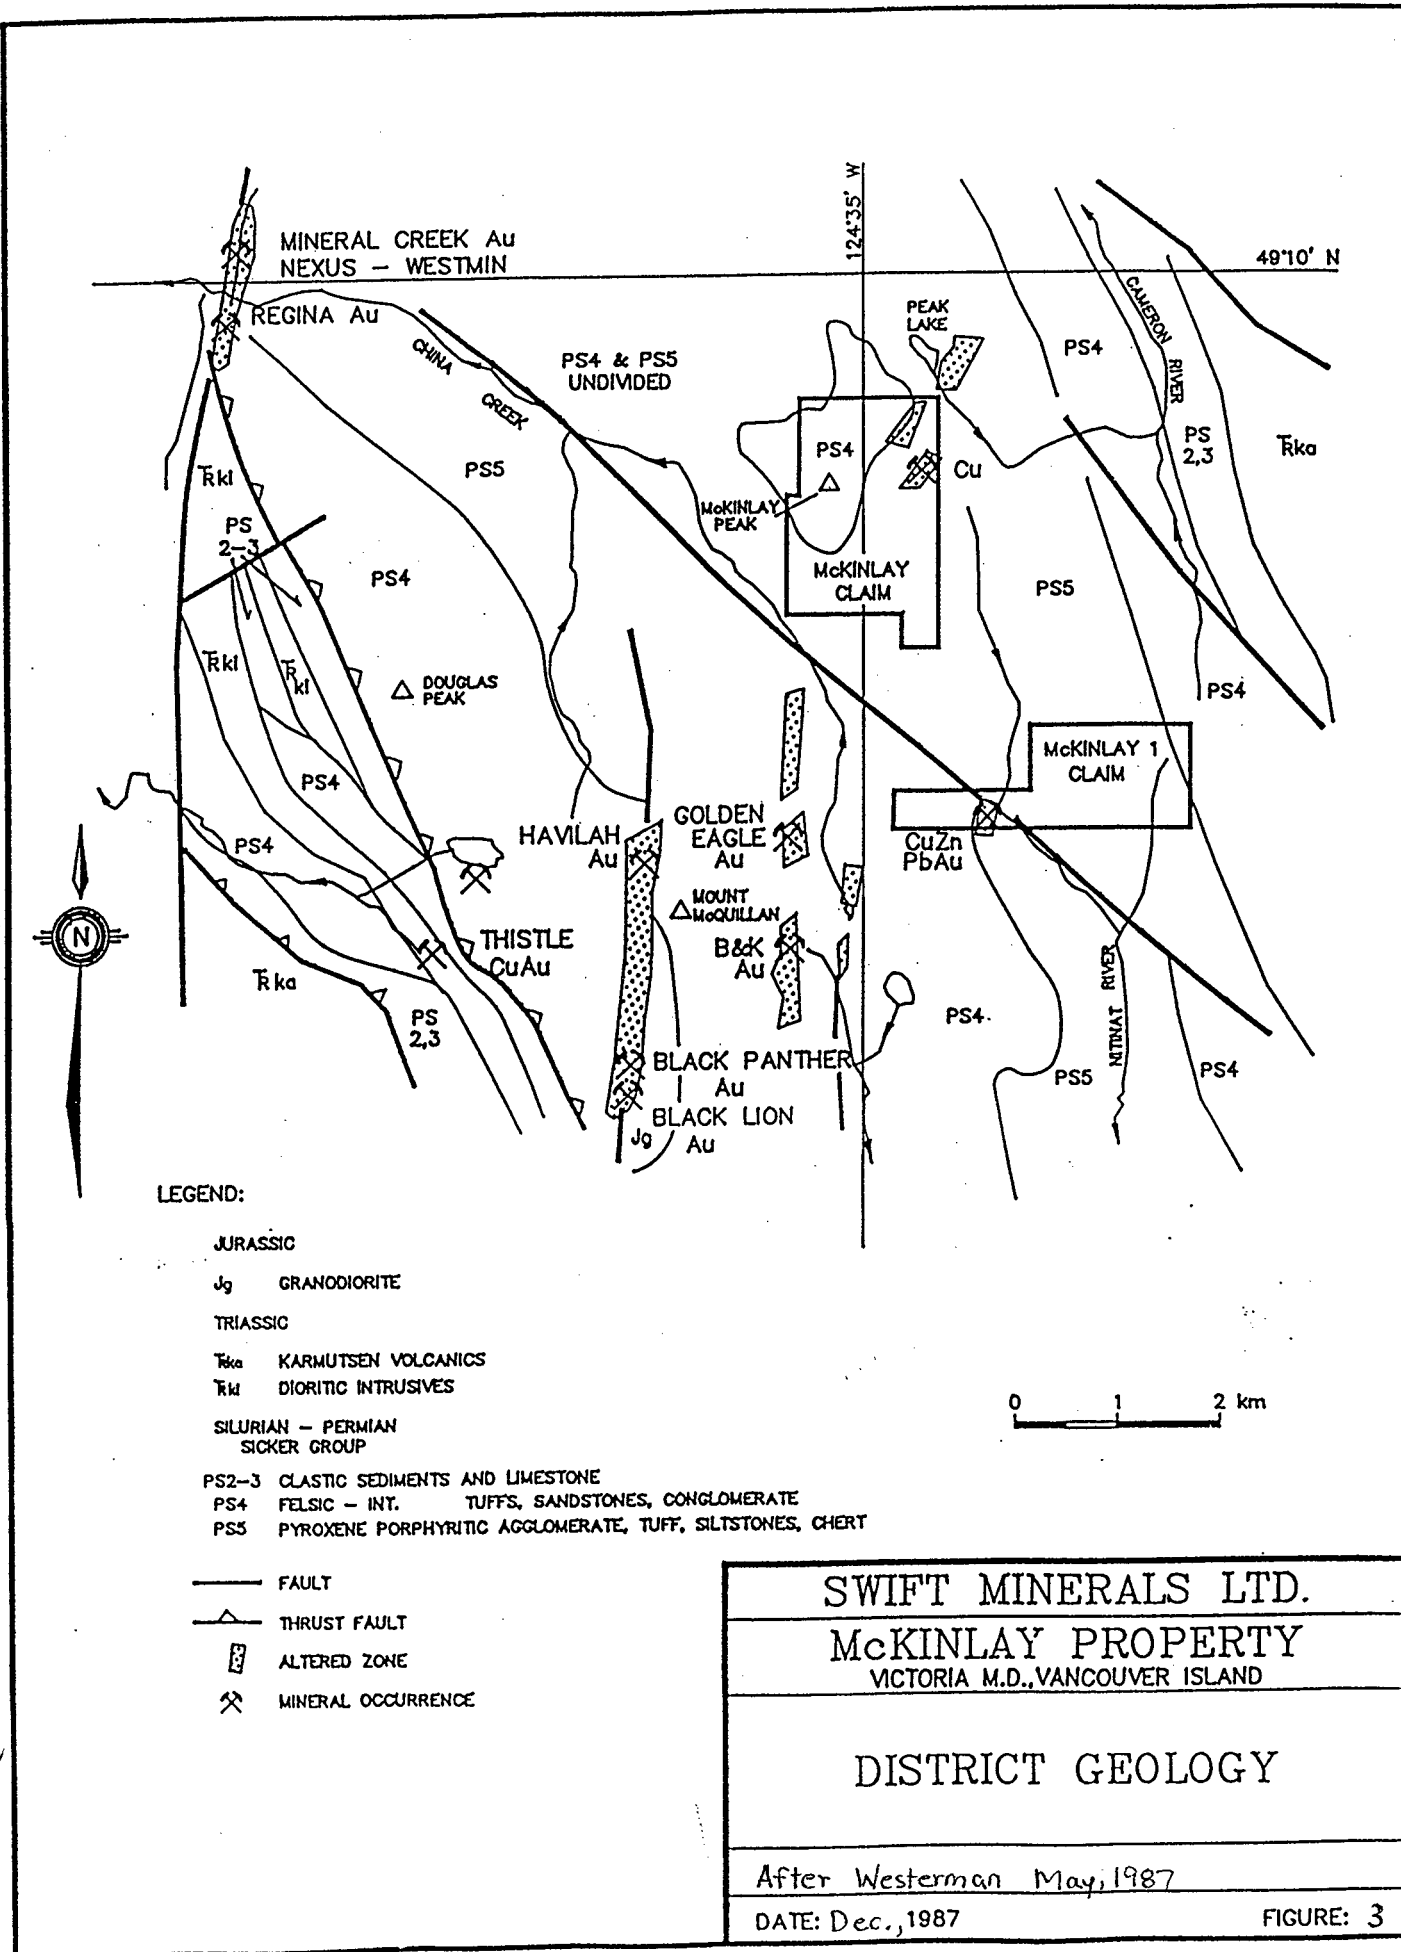 124°35' W
49°10' N
MINERAL CREEK Au
NEXUS – WESTMIN
REGINA Au
CHINA
CREEK
PS4 & PS5
UNDIVIDED
PEAK
LAKE
CAMERON
RIVER
PS4
PS
2,3
T̅Rka
PS4
Cu
McKINLAY
PEAK
McKINLAY
CLAIM
PS5
T̅Rki
PS
2–3
PS5
PS4
T̅Rki
T̅R
ki
DOUGLAS
PEAK
PS4
PS4
PS4
McKINLAY 1
CLAIM
CuZn
PbAu
HAVILAH
Au
GOLDEN
EAGLE
Au
MOUNT
McQUILLAN
B&K
Au
N
THISTLE
CuAu
T̅Rka
PS
2,3
BLACK PANTHER
Au
BLACK LION
Au
Jg
PS4
NITINAT RIVER
PS5
PS4
LEGEND:
JURASSIC
Jg GRANODIORITE
TRIASSIC
T̅Rka KARMUTSEN VOLCANICS
T̅Rki DIORITIC INTRUSIVES
SILURIAN – PERMIAN
SICKER GROUP
PS2–3 CLASTIC SEDIMENTS AND LIMESTONE
PS4 FELSIC – INT. TUFFS, SANDSTONES, CONGLOMERATE
PS5 PYROXENE PORPHYRITIC AGGLOMERATE, TUFF, SILTSTONES, CHERT
FAULT
THRUST FAULT
ALTERED ZONE
MINERAL OCCURRENCE
0 1 2 km
SWIFT MINERALS LTD.
McKINLAY PROPERTY
VICTORIA M.D., VANCOUVER ISLAND
DISTRICT GEOLOGY
After Westerman May, 1987
DATE: Dec., 1987 FIGURE: 3